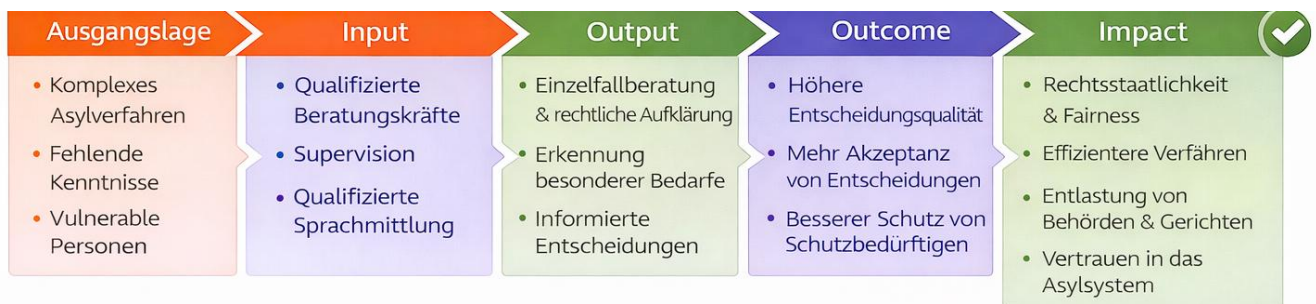 Ausgangslage
Komplexes
Asylverfahren
Fehlende
Kenntnisse
Vulnerable
Personen
Input
Qualifizierte
Beratungskräfte
Supervision
Qualifizierte
Sprachmittlung
Output
Einzelfallberatung
& rechtliche Aufklärung
Erkennung
besonderer Bedarfe
Informierte
Entscheidungen
Outcome
Höhere
Entscheidungsqualität
Mehr Akzeptanz
von Entscheidungen
Besserer Schutz von
Schutzbedürftigen
Impact
Rechtsstaatlichkeit
& Fairness
Effizientere Verfähren
Entlastung von
Behörden & Gerichten
Vertrauen in das
Asylsystem